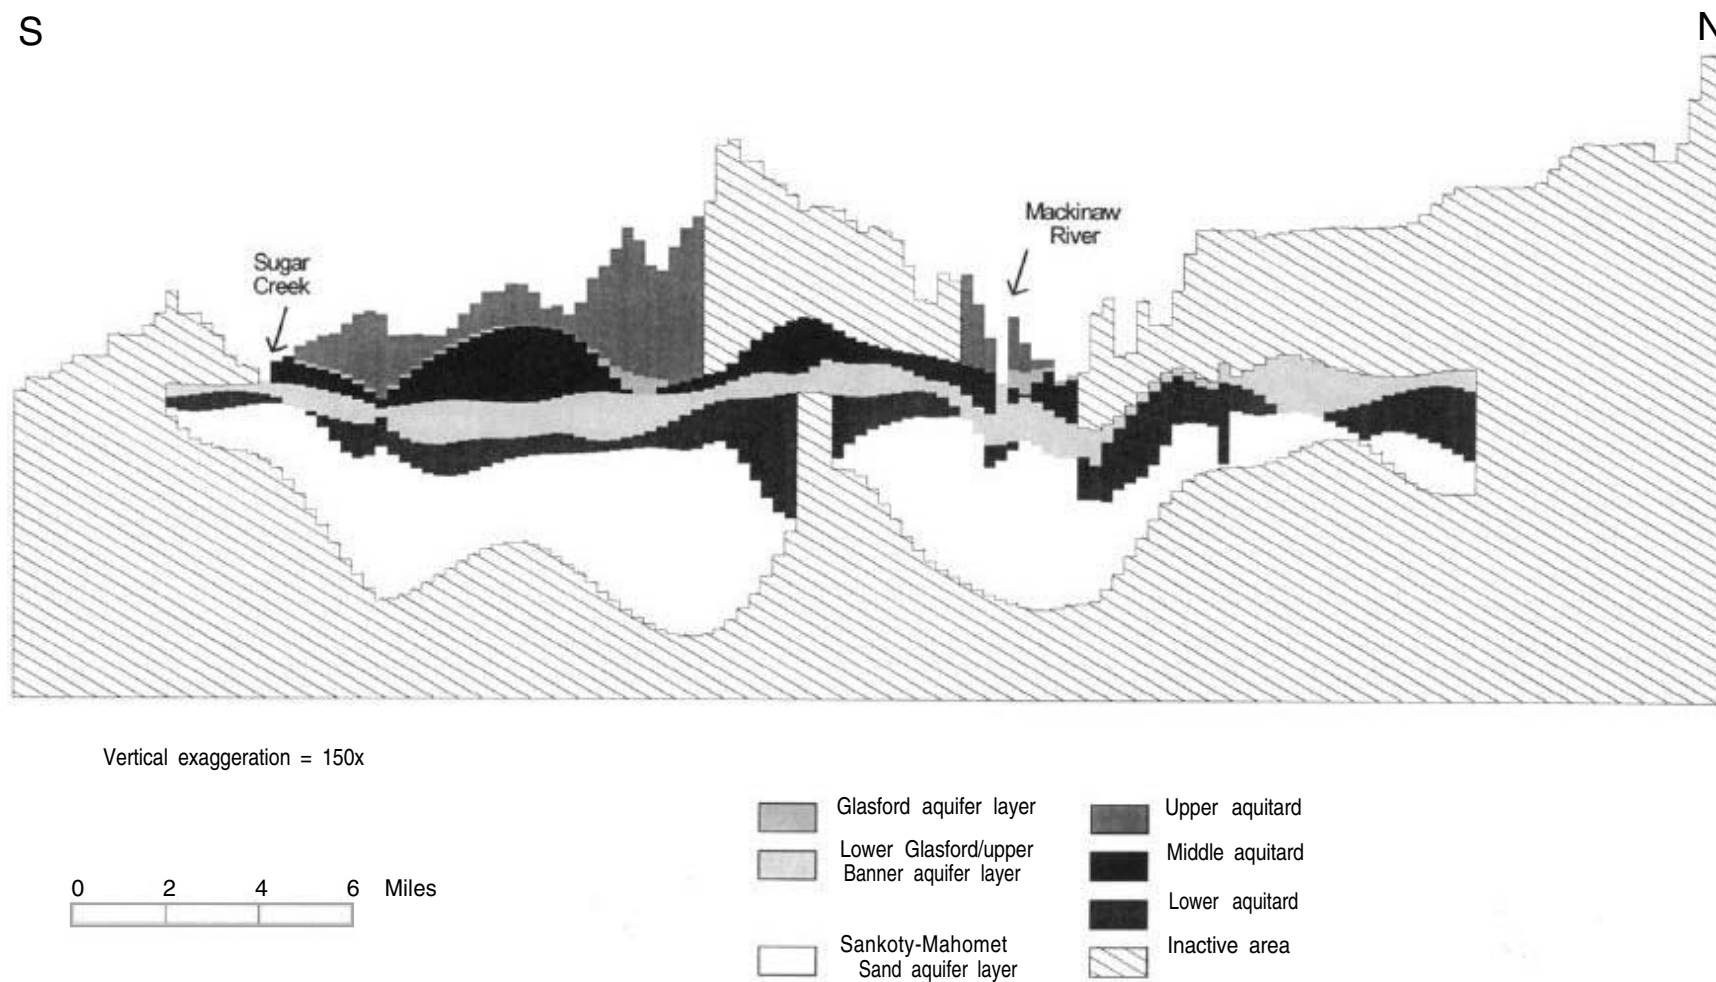 S
N
Mackinaw
River
Sugar
Creek
Vertical exaggeration = 150x
0 2 4 6 Miles
Glasford aquifer layer
Lower Glasford/upper
Banner aquifer layer
Sankoty-Mahomet
Sand aquifer layer
Upper aquitard
Middle aquitard
Lower aquitard
Inactive area